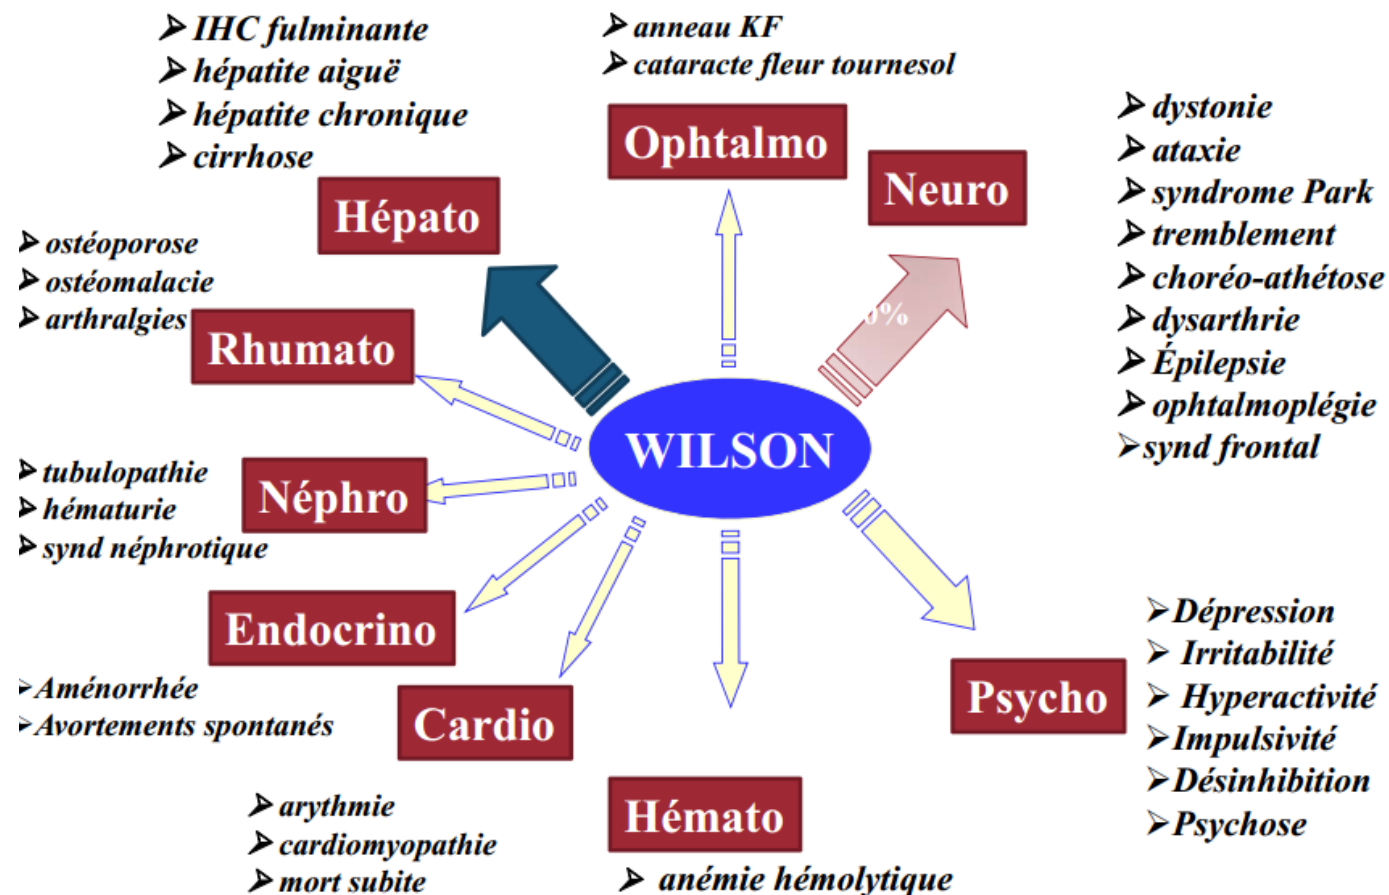 ➢ IHC fulminante
➢ hépatite aiguë
➢ hépatite chronique
➢ cirrhose
Hépato
➢ anneau KF
➢ cataracte fleur tournesol
Ophtalmo
Neuro
➢ dystonie
➢ ataxie
➢ syndrome Park
➢ tremblement
➢ choréo-athétose
➢ dysarthrie
➢ Épilepsie
➢ ophtalmoplégie
➢ synd frontal
0%
➢ ostéoporose
➢ ostéomalacie
➢ arthralgies
Rhumato
WILSON
➢ tubulopathie
➢ hématurie
➢ synd néphrotique
Néphro
Endocrino
➢ Aménorrhée
➢ Avortements spontanés
Cardio
➢ arythmie
➢ cardiomyopathie
➢ mort subite
Hémato
➢ anémie hémolytique
Psycho
➢ Dépression
➢ Irritabilité
➢ Hyperactivité
➢ Impulsivité
➢ Désinhibition
➢ Psychose